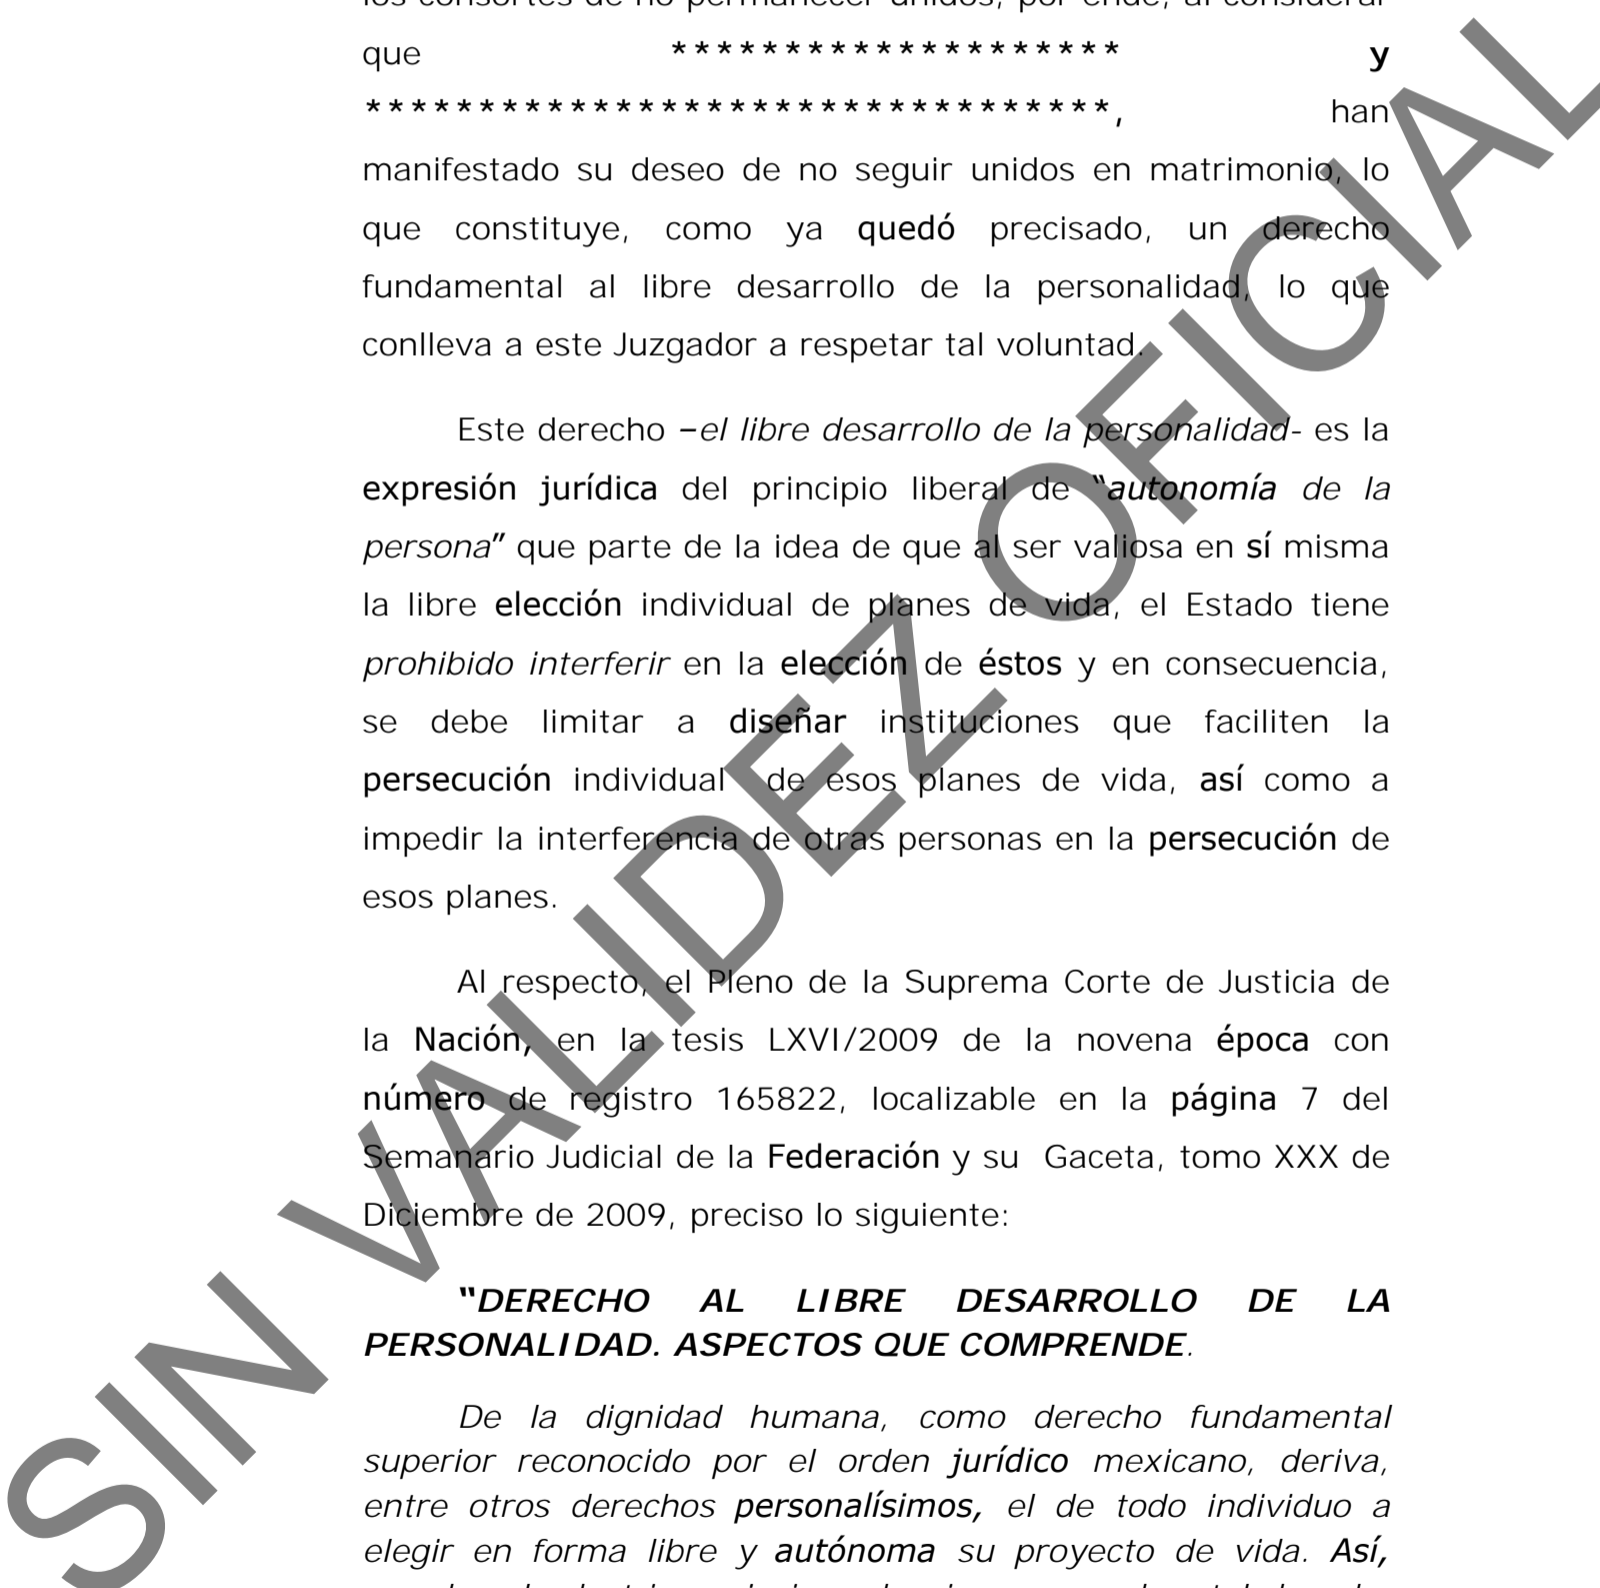 los consortes de no permanecer unidos, por ende, al considerar
que ******************** y
*********************************, han
manifestado su deseo de no seguir unidos en matrimonio, lo
que constituye, como ya quedó precisado, un derecho
fundamental al libre desarrollo de la personalidad, lo que
conlleva a este Juzgador a respetar tal voluntad.
Este derecho –el libre desarrollo de la personalidad- es la
expresión jurídica del principio liberal de “autonomía de la
persona” que parte de la idea de que al ser valiosa en sí misma
la libre elección individual de planes de vida, el Estado tiene
prohibido interferir en la elección de éstos y en consecuencia,
se debe limitar a diseñar instituciones que faciliten la
persecución individual de esos planes de vida, así como a
impedir la interferencia de otras personas en la persecución de
esos planes.
Al respecto, el Pleno de la Suprema Corte de Justicia de
la Nación, en la tesis LXVI/2009 de la novena época con
número de registro 165822, localizable en la página 7 del
Semanario Judicial de la Federación y su Gaceta, tomo XXX de
Diciembre de 2009, preciso lo siguiente:
“DERECHO AL LIBRE DESARROLLO DE LA
PERSONALIDAD. ASPECTOS QUE COMPRENDE.
De la dignidad humana, como derecho fundamental
superior reconocido por el orden jurídico mexicano, deriva,
entre otros derechos personalísimos, el de todo individuo a
elegir en forma libre y autónoma su proyecto de vida. Así,
SIN VALIDEZ OFICIAL